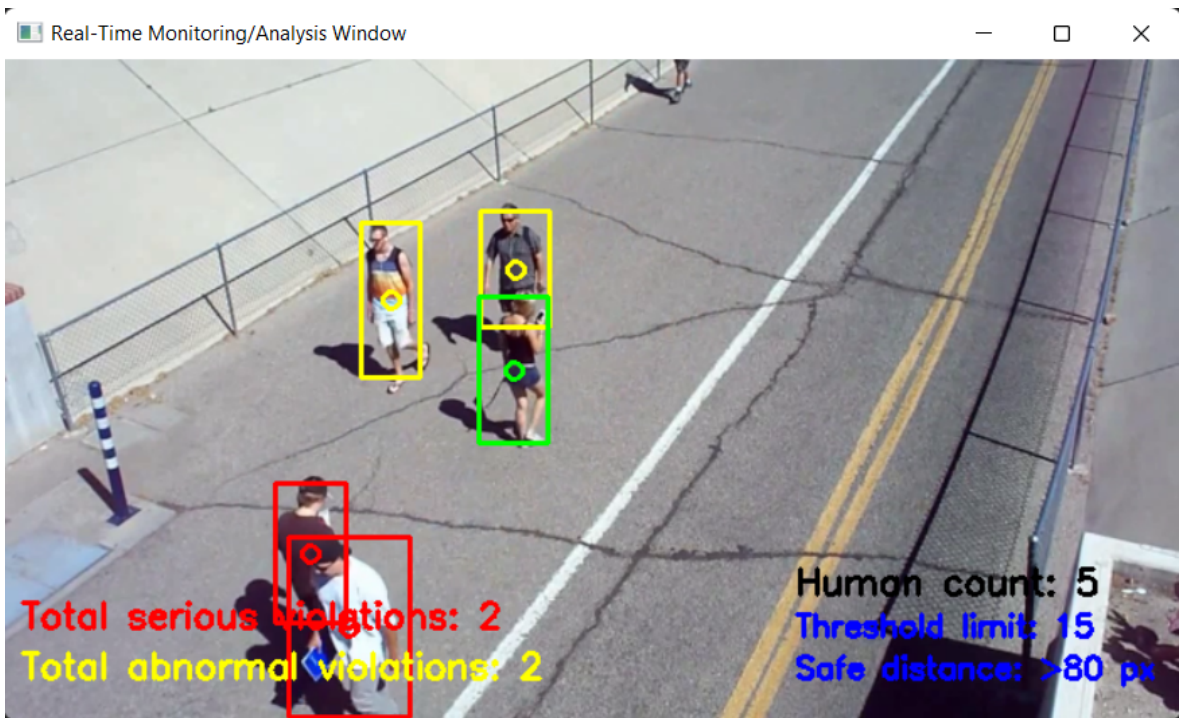 Real-Time Monitoring/Analysis Window
Human count: 5
Total serious violations: 2
Threshold limit: 15
Total abnormal violations: 2
Safe distance: >80 px